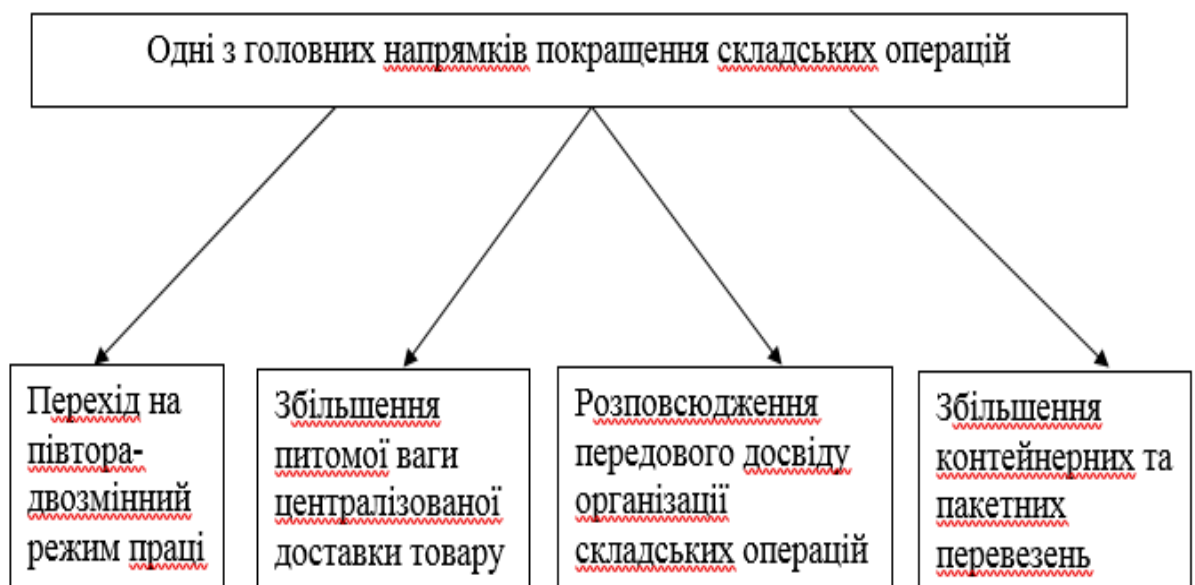 Одні з головних напрямків покращення складських операцій
Перехід на
півтора-
двозмінний
режим праці
Збільшення
питомої ваги
централізованої
доставки товару
Розповсюдження
передового досвіду
організації
складських операцій
Збільшення
контейнерних та
пакетних
перевезень